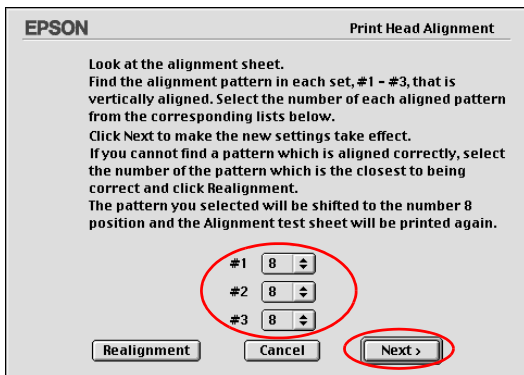 EPSON Print Head Alignment
Look at the alignment sheet.
Find the alignment pattern in each set, #1 - #3, that is
vertically aligned. Select the number of each aligned pattern
from the corresponding lists below.
Click Next to make the new settings take effect.
If you cannot find a pattern which is aligned correctly, select
the number of the pattern which is the closest to being
correct and click Realignment.
The pattern you selected will be shifted to the number 8
position and the Alignment test sheet will be printed again.
#1 8
#2 8
#3 8
Realignment Cancel Next >